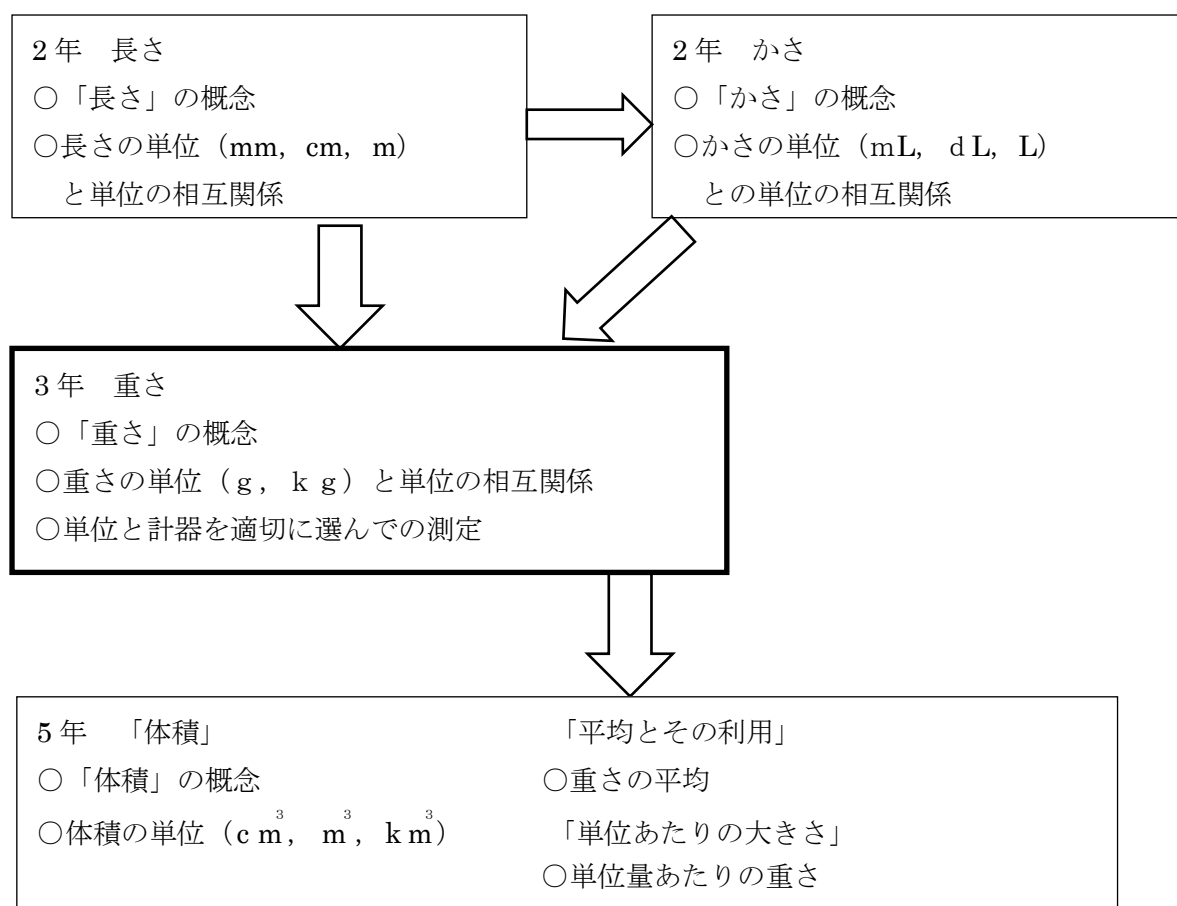 2年　長さ
○「長さ」の概念
○長さの単位（mm，cm，m）
と単位の相互関係
2年　かさ
○「かさ」の概念
○かさの単位（mL，dL，L）
との単位の相互関係
3年　重さ
○「重さ」の概念
○重さの単位（g，kg）と単位の相互関係
○単位と計器を適切に選んでの測定
5年　「体積」
○「体積」の概念
○体積の単位（cm³，m³，km³）
「平均とその利用」
○重さの平均
「単位あたりの大きさ」
○単位量あたりの重さ